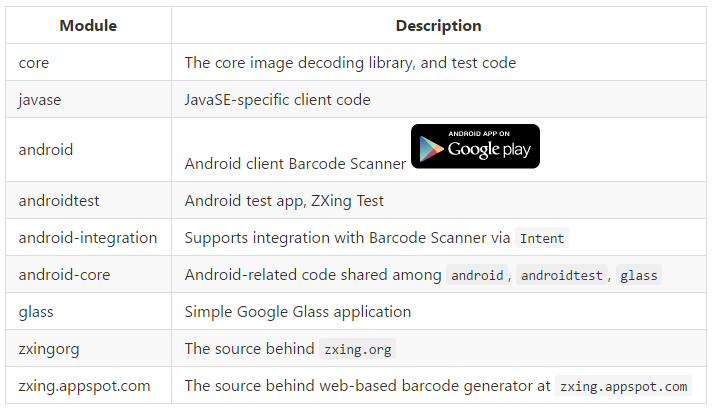 Module Description
core The core image decoding library, and test code
javase JavaSE-specific client code
android Android client Barcode Scanner ANDROID APP ON Google play
androidtest Android test app, ZXing Test
android-integration Supports integration with Barcode Scanner via Intent
android-core Android-related code shared among android, androidtest, glass
glass Simple Google Glass application
zxingorg The source behind zxing.org
zxing.appspot.com The source behind web-based barcode generator at zxing.appspot.com